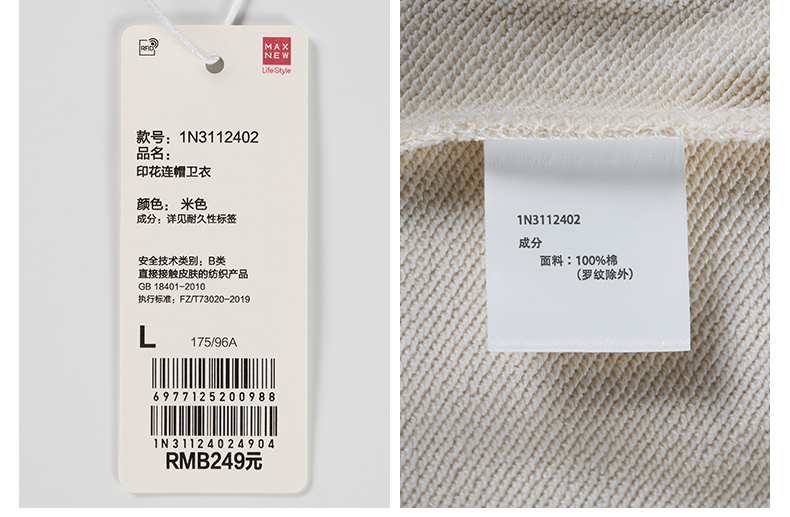 RFID
MAX
NEW
LifeStyle
款号：1N3112402
品名：
印花连帽卫衣
颜色： 米色
成分：详见耐久性标签
安全技术类别：B类
直接接触皮肤的纺织产品
GB 18401-2010
执行标准：FZ/T73020-2019
L 175/96A
6977125200988
1N31124024904
RMB249元
1N3112402
成分
面料：100%棉
（罗纹除外）